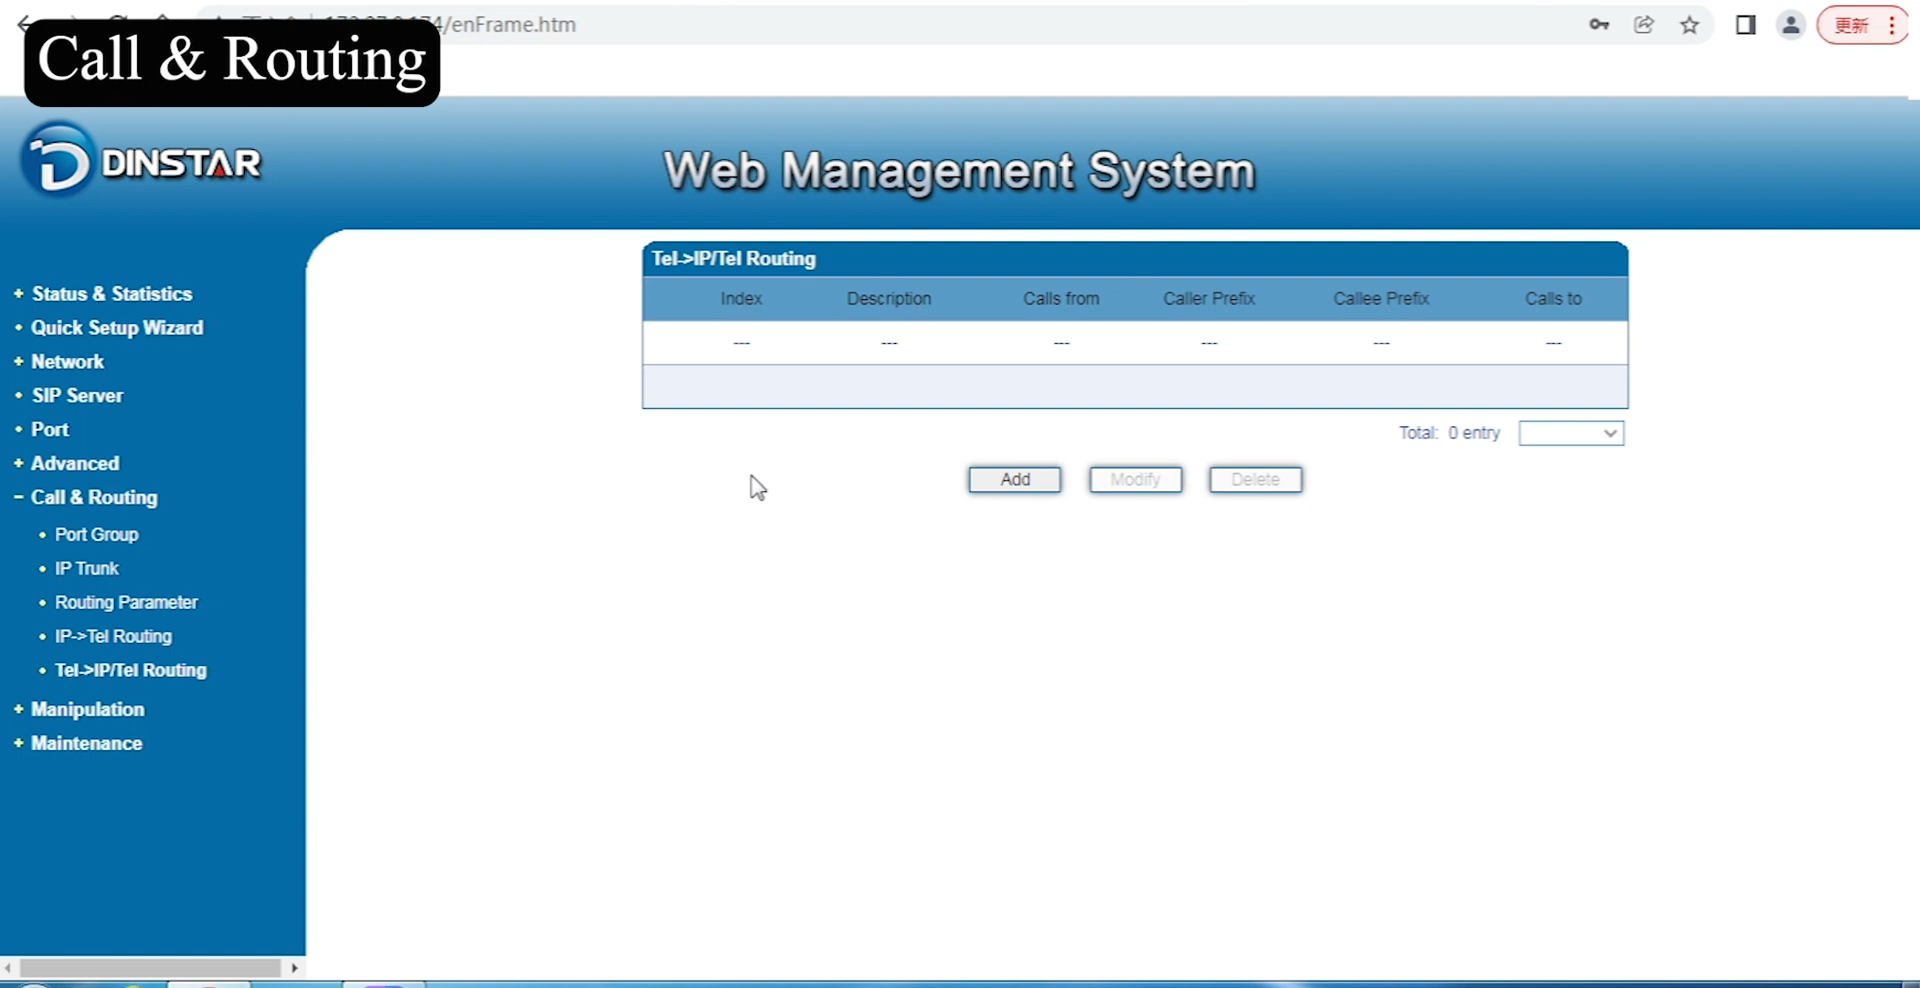 /enFrame.htm
更新
Call & Routing
DINSTAR
Web Management System
+ Status & Statistics
• Quick Setup Wizard
+ Network
• SIP Server
• Port
+ Advanced
− Call & Routing
• Port Group
• IP Trunk
• Routing Parameter
• IP->Tel Routing
• Tel->IP/Tel Routing
+ Manipulation
+ Maintenance
Tel->IP/Tel Routing
Index Description Calls from Caller Prefix Callee Prefix Calls to
--- --- --- --- --- ---
Total: 0 entry
Add Modify Delete